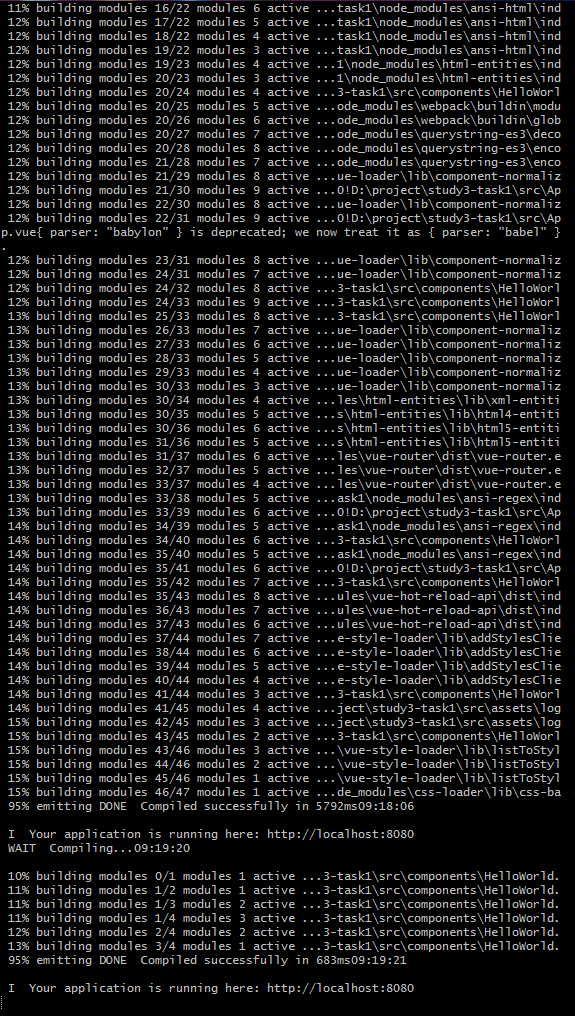 11% building modules 16/22 modules 6 active ...task1\node_modules\ansi-html\ind
12% building modules 17/22 modules 5 active ...task1\node_modules\ansi-html\ind
12% building modules 18/22 modules 4 active ...task1\node_modules\ansi-html\ind
12% building modules 19/22 modules 3 active ...task1\node_modules\ansi-html\ind
12% building modules 19/23 modules 4 active ...1\node_modules\html-entities\ind
12% building modules 20/23 modules 3 active ...1\node_modules\html-entities\ind
12% building modules 20/24 modules 4 active ...3-task1\src\components\HelloWorl
12% building modules 20/25 modules 5 active ...ode_modules\webpack\buildin\modu
12% building modules 20/26 modules 6 active ...ode_modules\webpack\buildin\glob
12% building modules 20/27 modules 7 active ...ode_modules\querystring-es3\deco
12% building modules 20/28 modules 8 active ...ode_modules\querystring-es3\enco
12% building modules 21/28 modules 7 active ...ode_modules\querystring-es3\enco
12% building modules 21/29 modules 8 active ...ue-loader\lib\component-normaliz
12% building modules 21/30 modules 9 active ...0!D:\project\study3-task1\src\Ap
12% building modules 22/30 modules 8 active ...ue-loader\lib\component-normaliz
12% building modules 22/31 modules 9 active ...0!D:\project\study3-task1\src\Ap
p.vue{ parser: "babylon" } is deprecated; we now treat it as { parser: "babel" }
.
12% building modules 23/31 modules 8 active ...ue-loader\lib\component-normaliz
12% building modules 24/31 modules 7 active ...ue-loader\lib\component-normaliz
12% building modules 24/32 modules 8 active ...3-task1\src\components\HelloWorl
12% building modules 24/33 modules 9 active ...3-task1\src\components\HelloWorl
13% building modules 25/33 modules 8 active ...3-task1\src\components\HelloWorl
13% building modules 26/33 modules 7 active ...ue-loader\lib\component-normaliz
13% building modules 27/33 modules 6 active ...ue-loader\lib\component-normaliz
13% building modules 28/33 modules 5 active ...ue-loader\lib\component-normaliz
13% building modules 29/33 modules 4 active ...ue-loader\lib\component-normaliz
13% building modules 30/33 modules 3 active ...ue-loader\lib\component-normaliz
13% building modules 30/34 modules 4 active ...les\html-entities\lib\xml-entiti
13% building modules 30/35 modules 5 active ...s\html-entities\lib\html4-entiti
13% building modules 30/36 modules 6 active ...s\html-entities\lib\html5-entiti
13% building modules 31/36 modules 5 active ...s\html-entities\lib\html5-entiti
13% building modules 31/37 modules 6 active ...les\vue-router\dist\vue-router.e
13% building modules 32/37 modules 5 active ...les\vue-router\dist\vue-router.e
13% building modules 33/37 modules 4 active ...les\vue-router\dist\vue-router.e
13% building modules 33/38 modules 5 active ...ask1\node_modules\ansi-regex\ind
13% building modules 33/39 modules 6 active ...0!D:\project\study3-task1\src\Ap
14% building modules 34/39 modules 5 active ...ask1\node_modules\ansi-regex\ind
14% building modules 34/40 modules 6 active ...3-task1\src\components\HelloWorl
14% building modules 35/40 modules 5 active ...ask1\node_modules\ansi-regex\ind
14% building modules 35/41 modules 6 active ...0!D:\project\study3-task1\src\Ap
14% building modules 35/42 modules 7 active ...3-task1\src\components\HelloWorl
14% building modules 35/43 modules 8 active ...ules\vue-hot-reload-api\dist\ind
14% building modules 36/43 modules 7 active ...ules\vue-hot-reload-api\dist\ind
14% building modules 37/43 modules 6 active ...ules\vue-hot-reload-api\dist\ind
14% building modules 37/44 modules 7 active ...e-style-loader\lib\addStylesClie
14% building modules 38/44 modules 6 active ...e-style-loader\lib\addStylesClie
14% building modules 39/44 modules 5 active ...e-style-loader\lib\addStylesClie
14% building modules 40/44 modules 4 active ...e-style-loader\lib\addStylesClie
14% building modules 41/44 modules 3 active ...3-task1\src\components\HelloWorl
14% building modules 41/45 modules 4 active ...ject\study3-task1\src\assets\log
15% building modules 42/45 modules 3 active ...ject\study3-task1\src\assets\log
15% building modules 43/45 modules 2 active ...3-task1\src\components\HelloWorl
15% building modules 43/46 modules 3 active ...\vue-style-loader\lib\listToStyl
15% building modules 44/46 modules 2 active ...\vue-style-loader\lib\listToStyl
15% building modules 45/46 modules 1 active ...\vue-style-loader\lib\listToStyl
15% building modules 46/47 modules 1 active ...de_modules\css-loader\lib\css-ba
95% emitting DONE  Compiled successfully in 5792ms09:18:06
I  Your application is running here: http://localhost:8080
WAIT  Compiling...09:19:20
10% building modules 0/1 modules 1 active ...3-task1\src\components\HelloWorld.
11% building modules 1/2 modules 1 active ...3-task1\src\components\HelloWorld.
11% building modules 1/3 modules 2 active ...3-task1\src\components\HelloWorld.
11% building modules 1/4 modules 3 active ...3-task1\src\components\HelloWorld.
12% building modules 2/4 modules 2 active ...3-task1\src\components\HelloWorld.
13% building modules 3/4 modules 1 active ...3-task1\src\components\HelloWorld.
95% emitting DONE  Compiled successfully in 683ms09:19:21
I  Your application is running here: http://localhost:8080